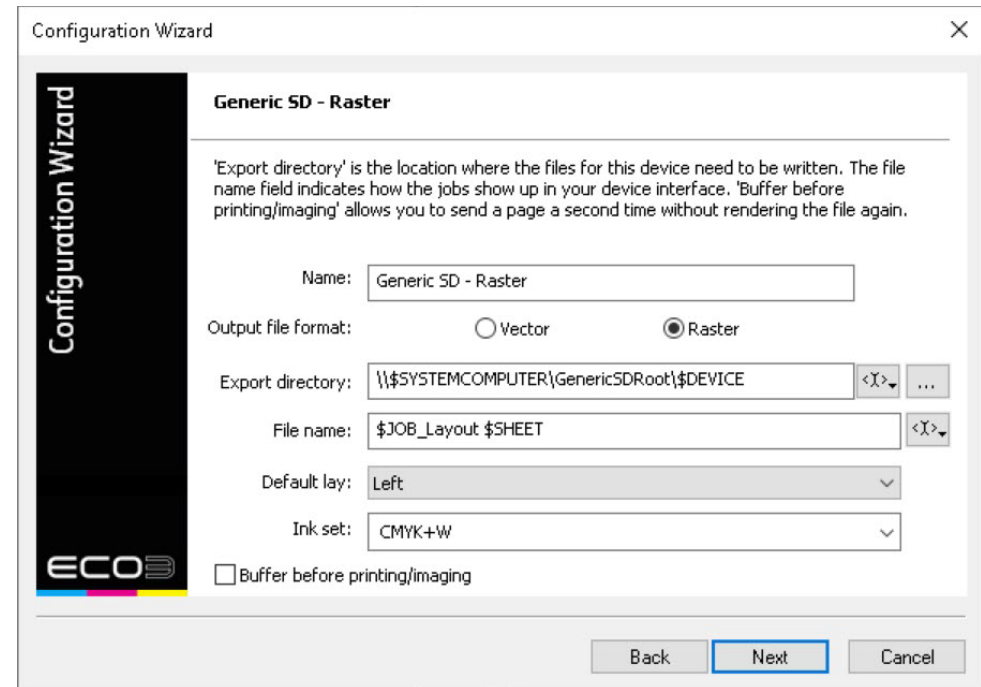 Configuration Wizard
Configuration Wizard
Generic SD - Raster
'Export directory' is the location where the files for this device need to be written. The file
name field indicates how the jobs show up in your device interface. 'Buffer before
printing/imaging' allows you to send a page a second time without rendering the file again.
Name: Generic SD - Raster
Output file format: Vector Raster
Export directory: \\$SYSTEMCOMPUTER\GenericSDRoot\$DEVICE ...
File name: $JOB_Layout $SHEET
Default lay: Left
Ink set: CMYK+W
Buffer before printing/imaging
ECO3
Back Next Cancel